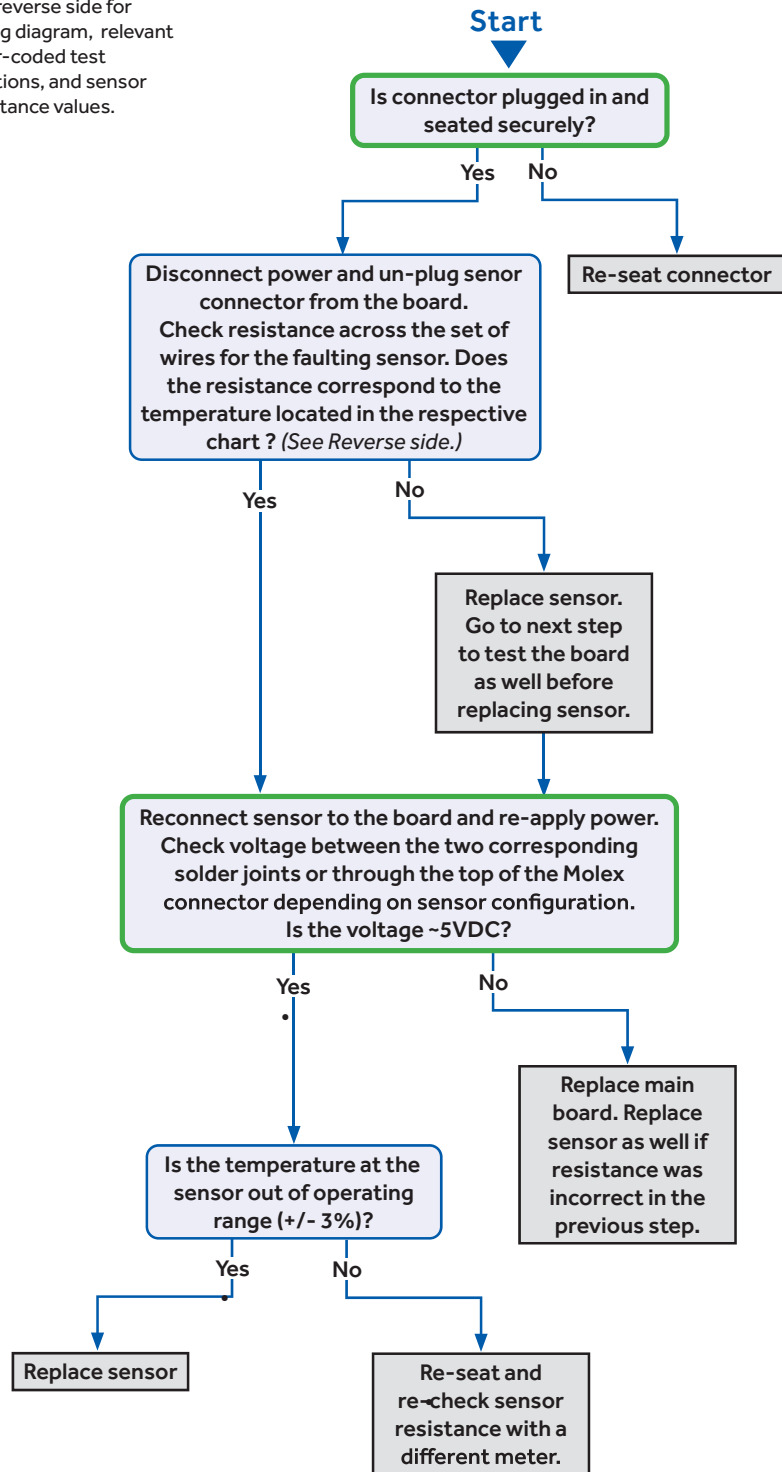 reverse side for
g diagram, relevant
r-coded test
tions, and sensor
tance values.
Start
Is connector plugged in and
seated securely?
Yes
No
Re-seat connector
Disconnect power and un-plug senor
connector from the board.
Check resistance across the set of
wires for the faulting sensor. Does
the resistance correspond to the
temperature located in the respective
chart ? (See Reverse side.)
Yes
No
Replace sensor.
Go to next step
to test the board
as well before
replacing sensor.
Reconnect sensor to the board and re-apply power.
Check voltage between the two corresponding
solder joints or through the top of the Molex
connector depending on sensor configuration.
Is the voltage ~5VDC?
Yes
No
Replace main
board. Replace
sensor as well if
resistance was
incorrect in the
previous step.
Is the temperature at the
sensor out of operating
range (+/- 3%)?
Yes
No
Replace sensor
Re-seat and
re-check sensor
resistance with a
different meter.